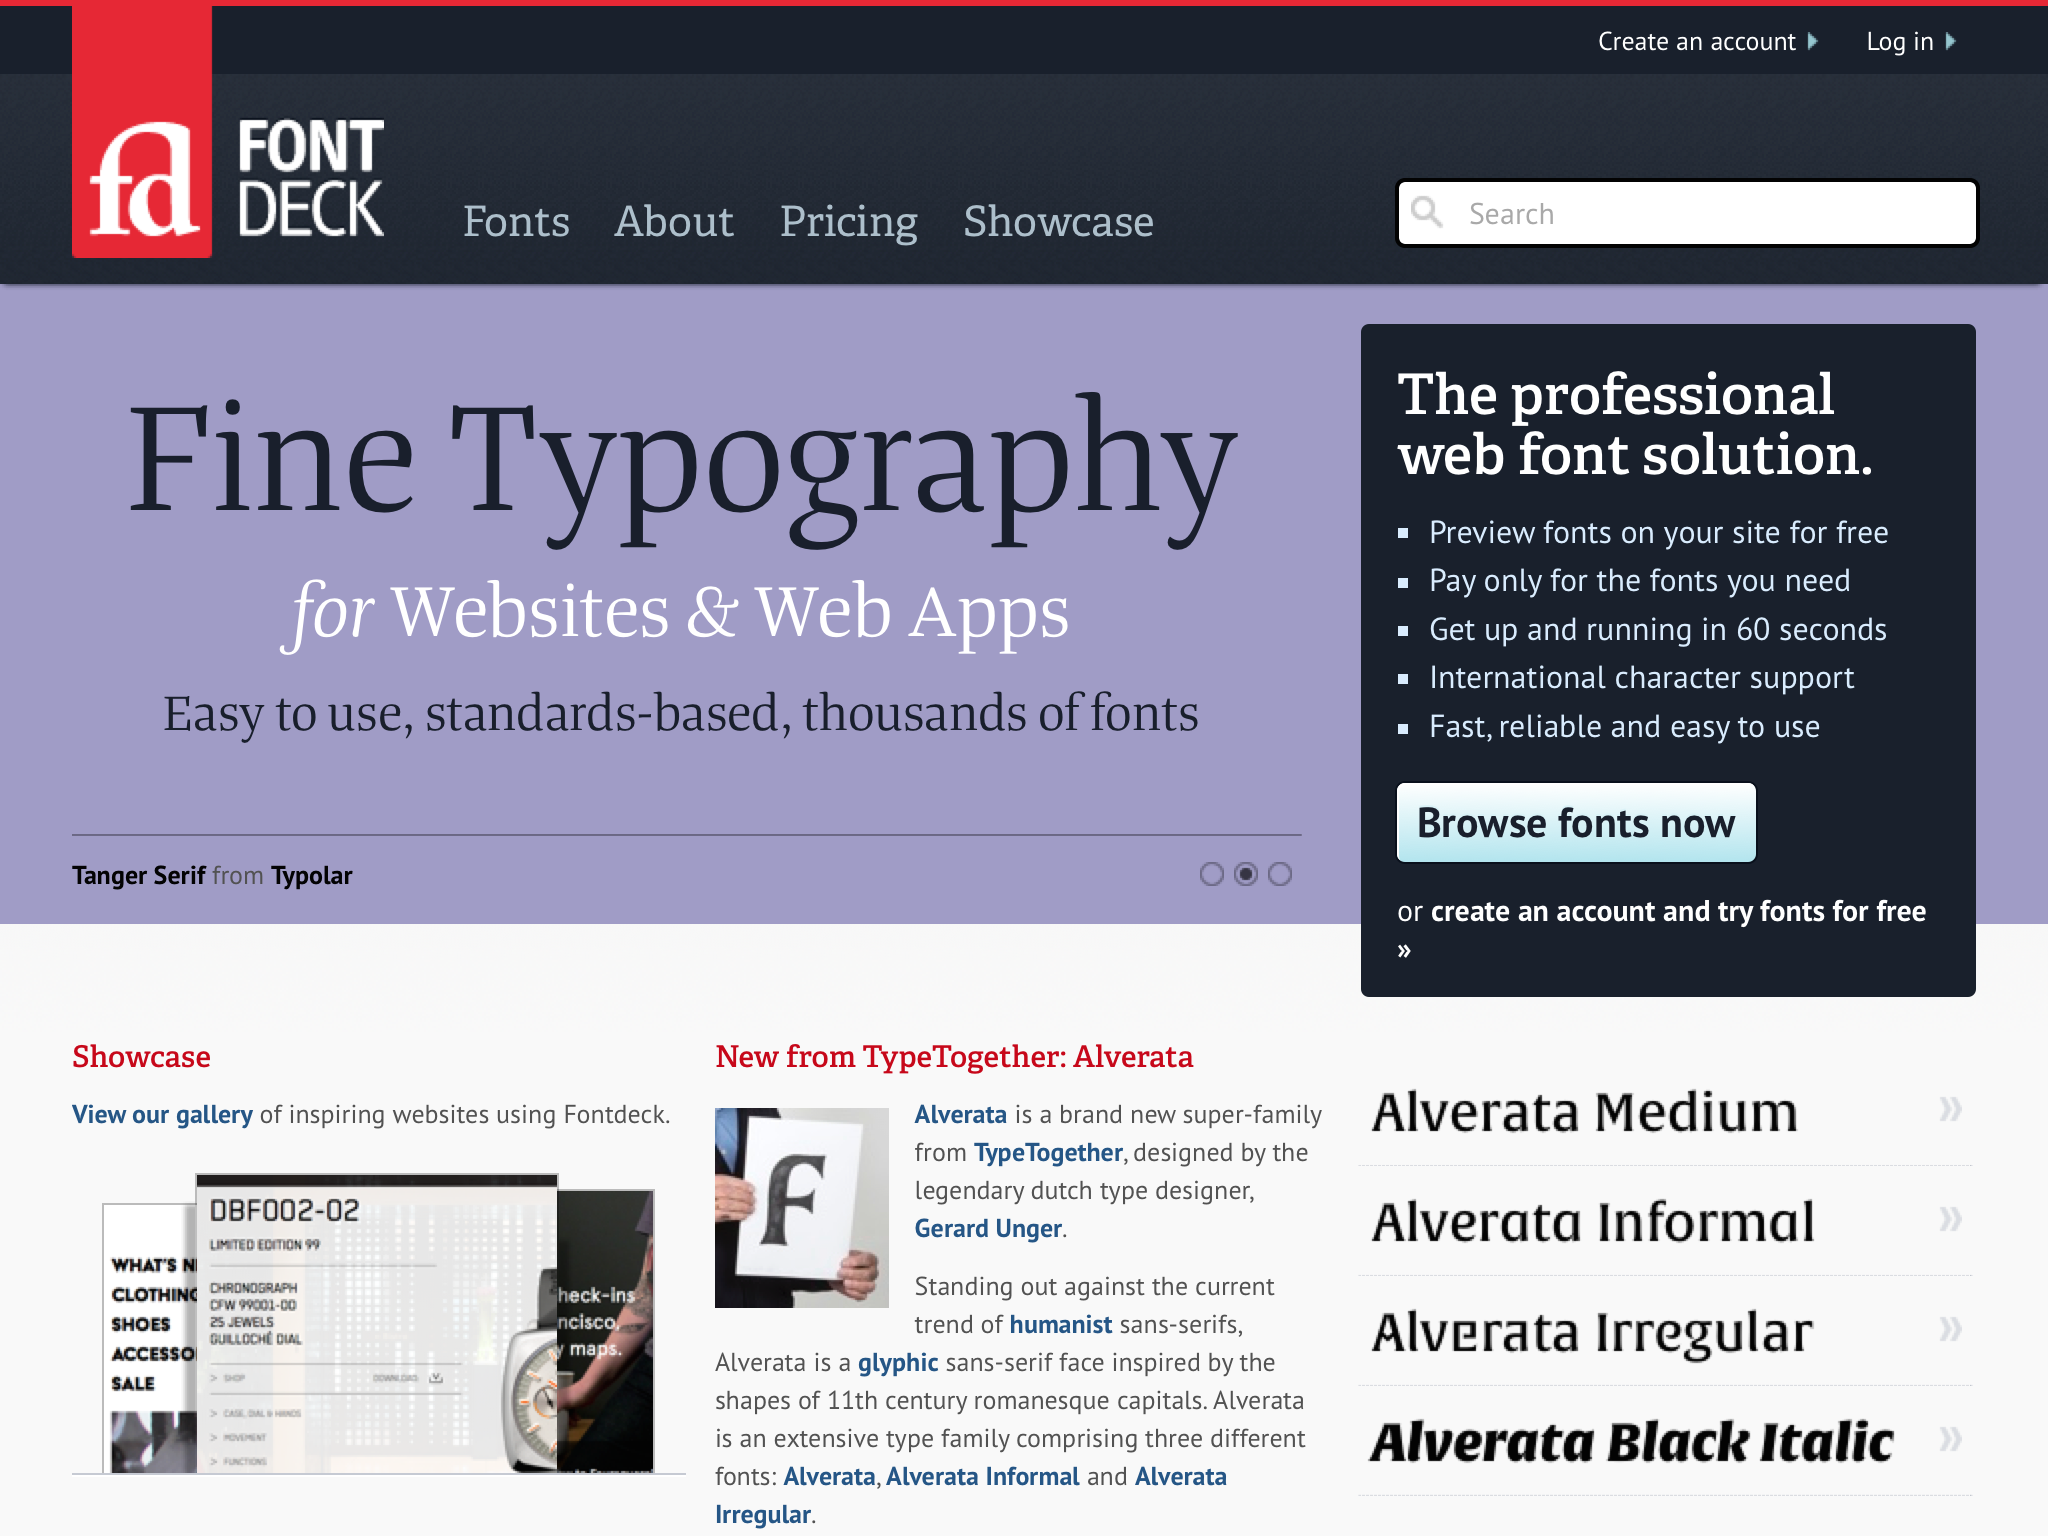 Create an account
Log in
fd
FONT
DECK
Fonts
About
Pricing
Showcase
Search
Fine Typography
for Websites & Web Apps
Easy to use, standards-based, thousands of fonts
Tanger Serif from Typolar
The professional
web font solution.
Preview fonts on your site for free
Pay only for the fonts you need
Get up and running in 60 seconds
International character support
Fast, reliable and easy to use
Browse fonts now
or create an account and try fonts for free
»
Showcase
View our gallery of inspiring websites using Fontdeck.
WHAT'S
CLOTHING
SHOES
SALE
DBF002-02
LIMITED EDITION 99
CHRONOGRAPH
CFW 99001-00
25 JEWELS
GUILLOCHÉ DIAL
> SHOP
DOWNLOAD
> CASE, DIAL & HANDS
> MOVEMENT
> FUNCTIONS
heck-ins
ncisco,
y maps.
New from TypeTogether: Alverata
F
Alverata is a brand new super-family
from TypeTogether, designed by the
legendary dutch type designer,
Gerard Unger.
Standing out against the current
trend of humanist sans-serifs,
Alverata is a glyphic sans-serif face inspired by the
shapes of 11th century romanesque capitals. Alverata
is an extensive type family comprising three different
fonts: Alverata, Alverata Informal and Alverata
Irregular.
Alverata Medium »
Alverata Informal »
Alverata Irregular »
Alverata Black Italic »